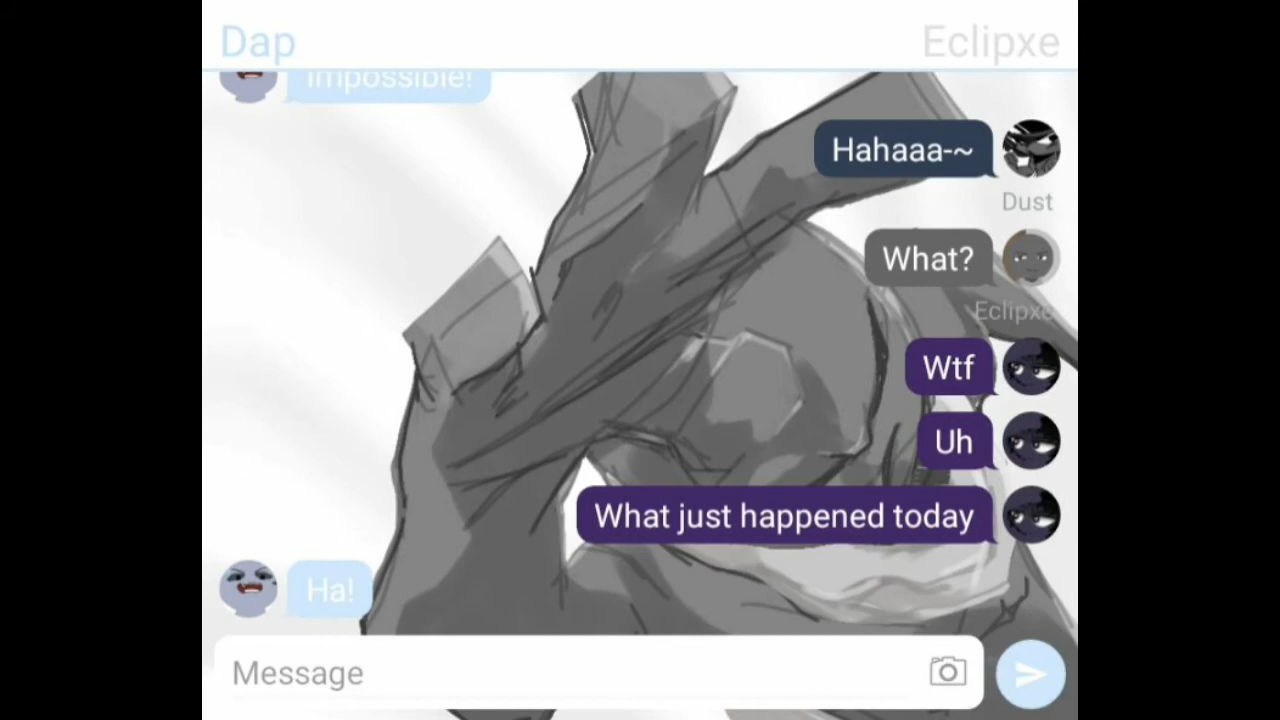 Dap
Eclipxe
Impossible!
Hahaaa-~
Dust
What?
Eclipxe
Wtf
Uh
What just happened today
Ha!
Message